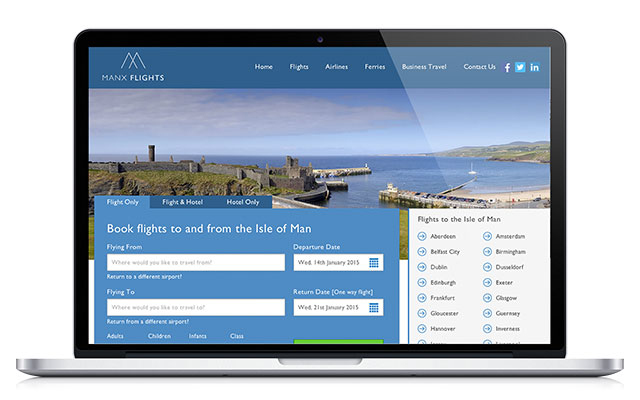 MANX FLIGHTS
Home Flights Airlines Ferries Business Travel Contact Us
Flight Only Flight & Hotel Hotel Only
Book flights to and from the Isle of Man
Flying From Departure Date
Where would you like to travel from? Wed, 14th January 2015
Return to a different airport?
Flying To Return Date [One way flight]
Where would you like to travel to? Wed, 21st January 2015
Return from a different airport?
Adults Children Infants Class
Flights to the Isle of Man
Aberdeen Amsterdam
Belfast City Birmingham
Dublin Dusseldorf
Edinburgh Exeter
Frankfurt Glasgow
Gloucester Guernsey
Hannover Inverness